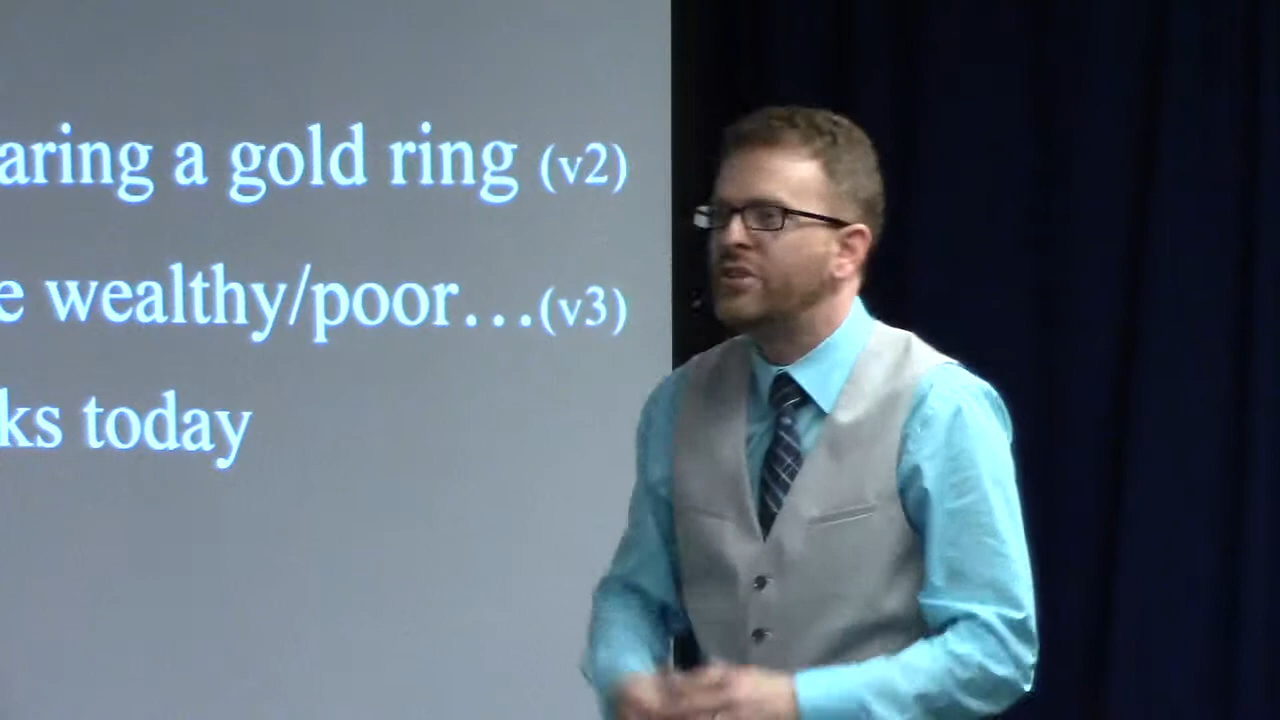 aring a gold ring (v2)
e wealthy/poor…(v3)
ks today